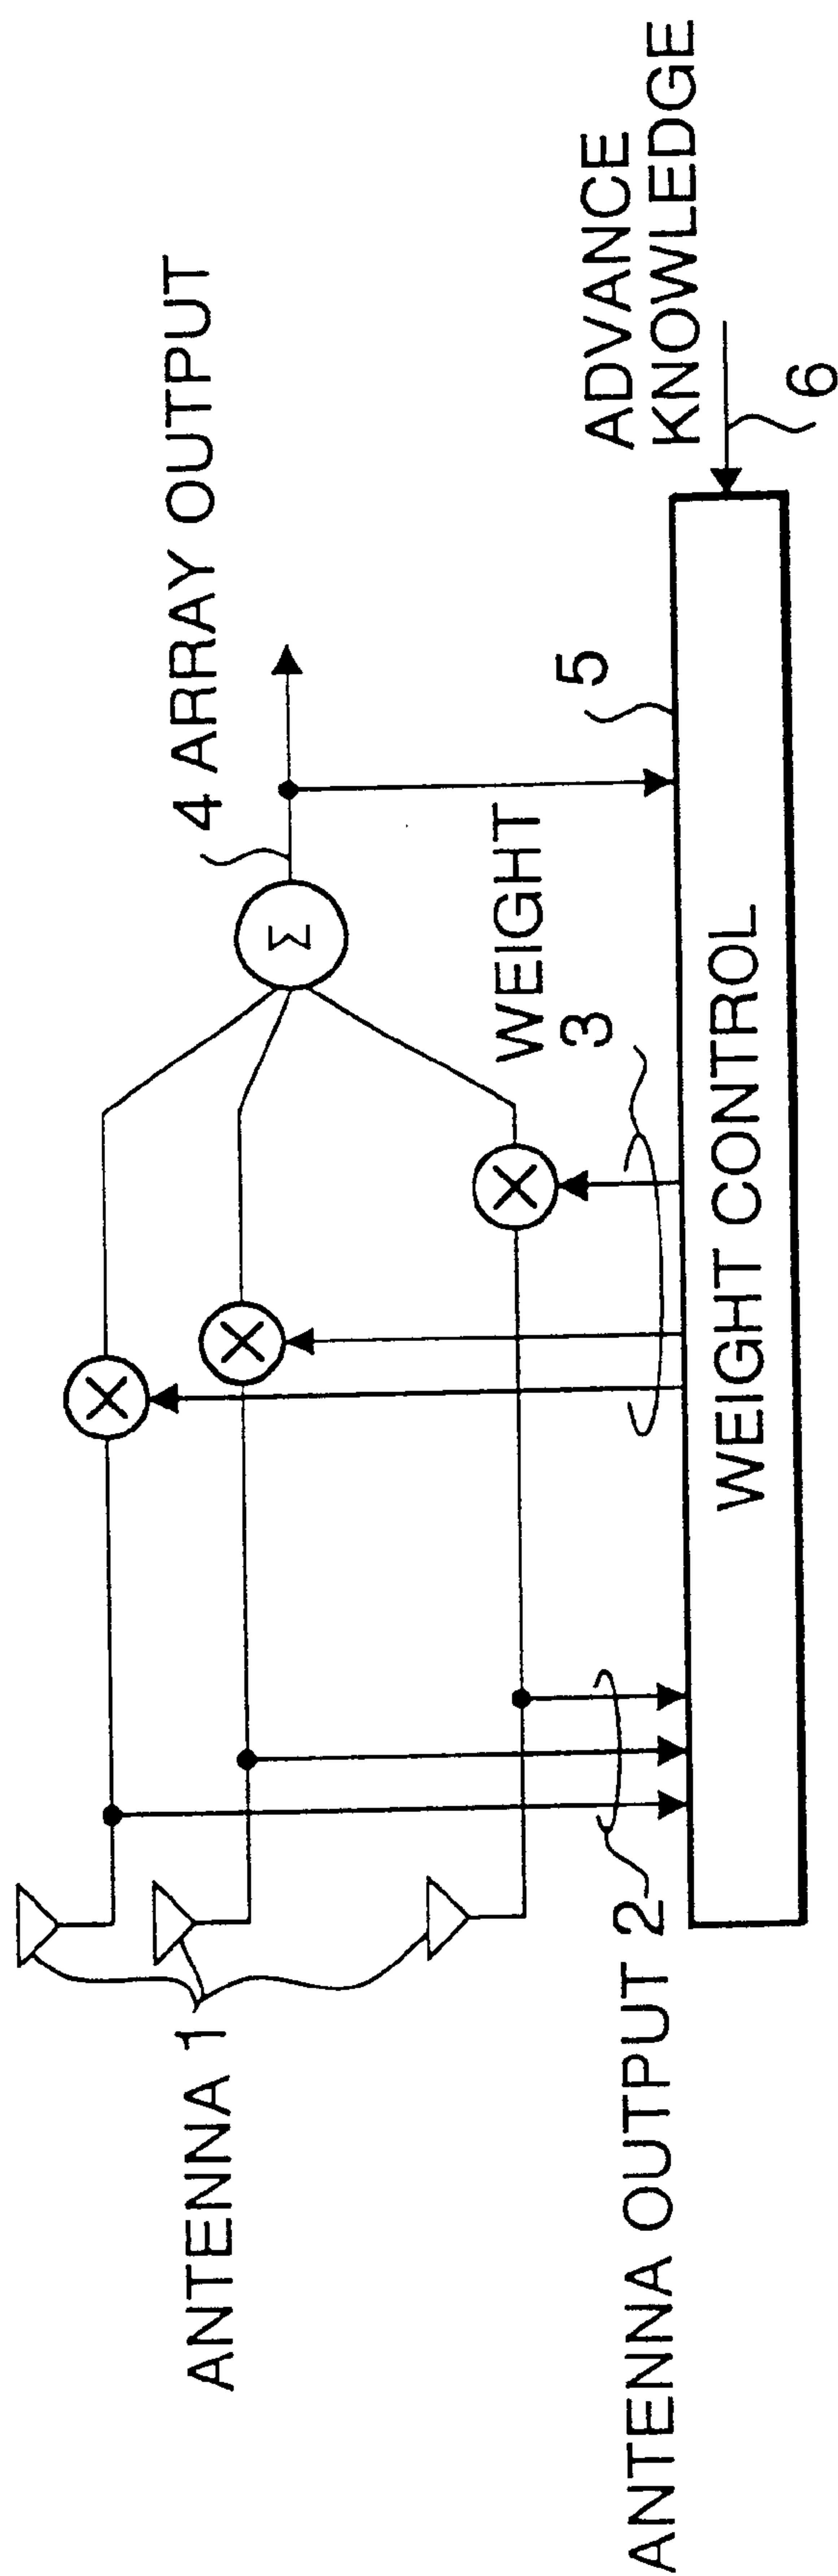 ANTENNA 1
4 ARRAY OUTPUT
Σ
WEIGHT
3
5
ADVANCE
KNOWLEDGE
6
ANTENNA OUTPUT 2
WEIGHT CONTROL